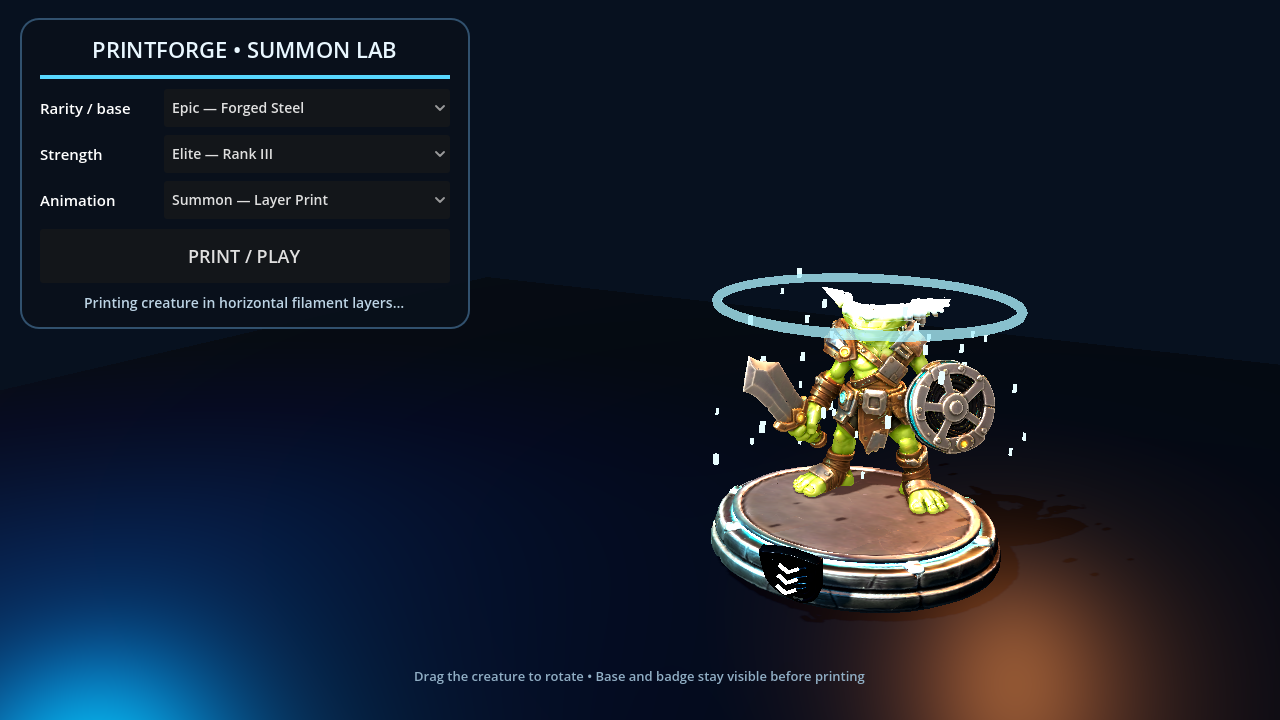 PRINTFORGE • SUMMON LAB
Rarity / base
Epic — Forged Steel
Strength
Elite — Rank III
Animation
Summon — Layer Print
PRINT / PLAY
Printing creature in horizontal filament layers...
Drag the creature to rotate • Base and badge stay visible before printing